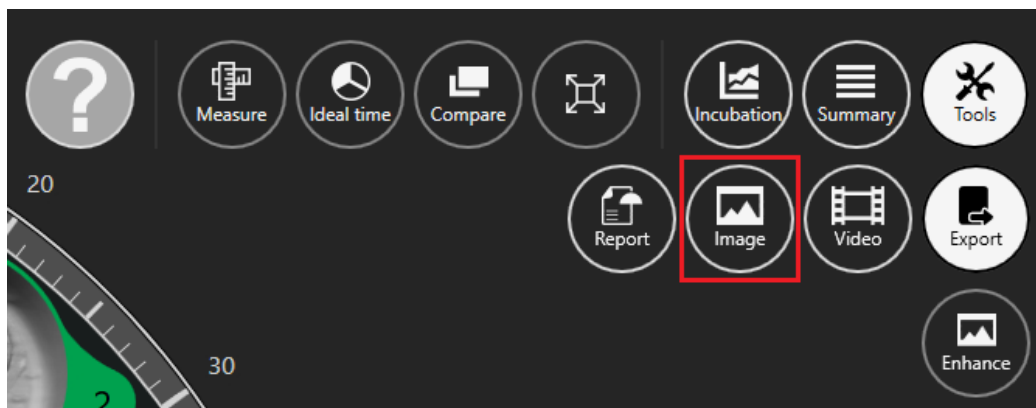 ?
Measure
Ideal time
Compare
Incubation
Summary
Tools
20
Report
Image
Video
Export
30
Enhance
2